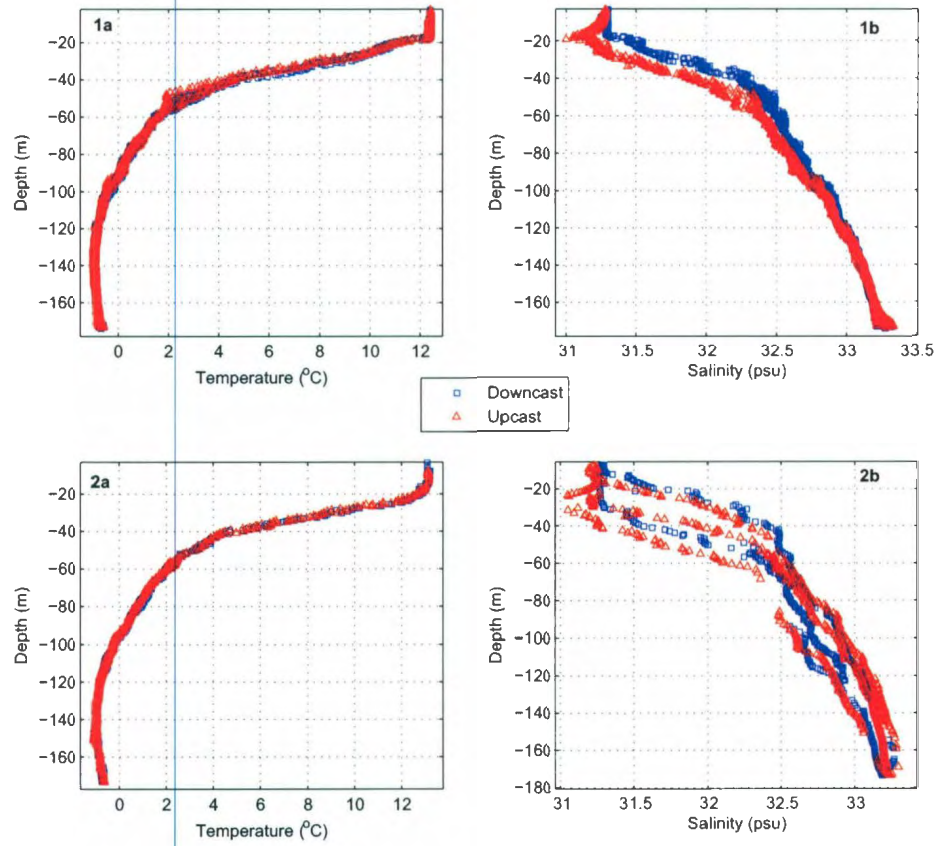 1a
−20
−40
−60
−80
−100
−120
−140
−160
Depth (m)
0 2 4 6 8 10 12
Temperature (°C)
1b
−20
−40
−60
−80
−100
−120
−140
−160
Depth (m)
31 31.5 32 32.5 33 33.5
Salinity (psu)
Downcast
Upcast
2a
−20
−40
−60
−80
−100
−120
−140
−160
Depth (m)
0 2 4 6 8 10 12
Temperature (°C)
2b
−20
−40
−60
−80
−100
−120
−140
−160
−180
Depth (m)
31 31.5 32 32.5 33
Salinity (psu)